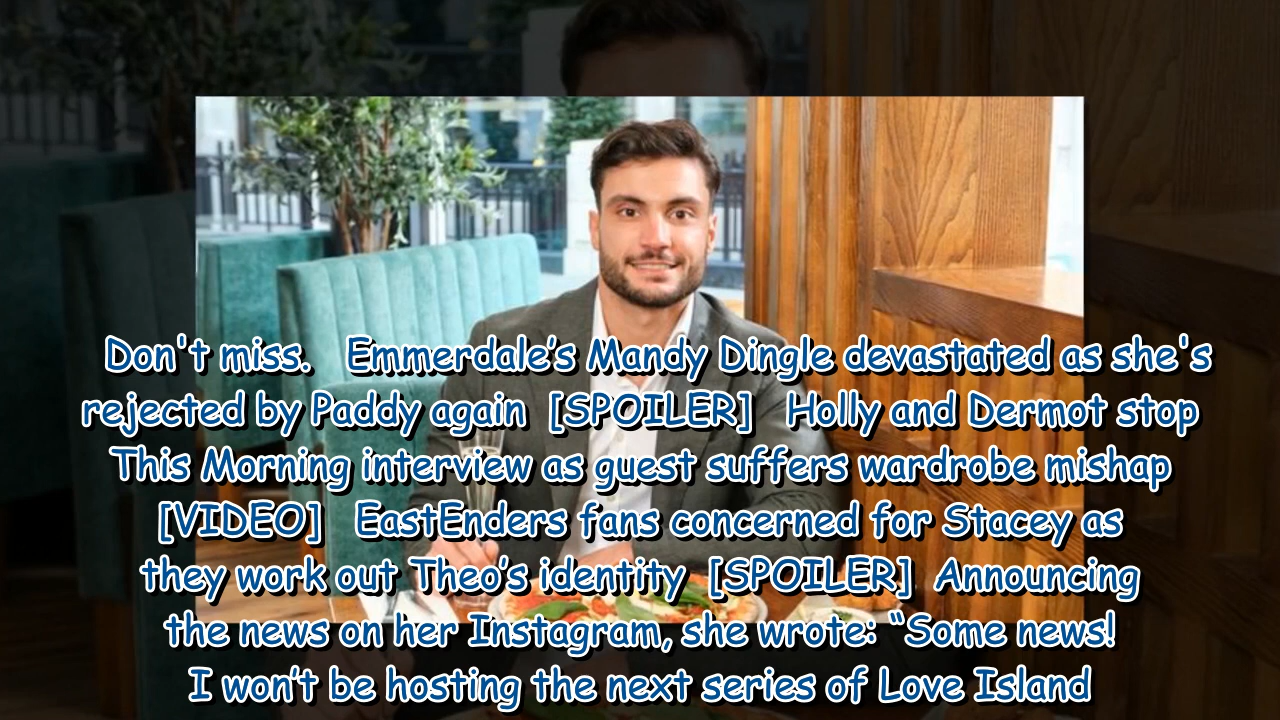 Don't miss. Emmerdale’s Mandy Dingle devastated as she's
rejected by Paddy again [SPOILER] Holly and Dermot stop
This Morning interview as guest suffers wardrobe mishap
[VIDEO] EastEnders fans concerned for Stacey as
they work out Theo’s identity [SPOILER] Announcing
the news on her Instagram, she wrote: “Some news!
I won’t be hosting the next series of Love Island